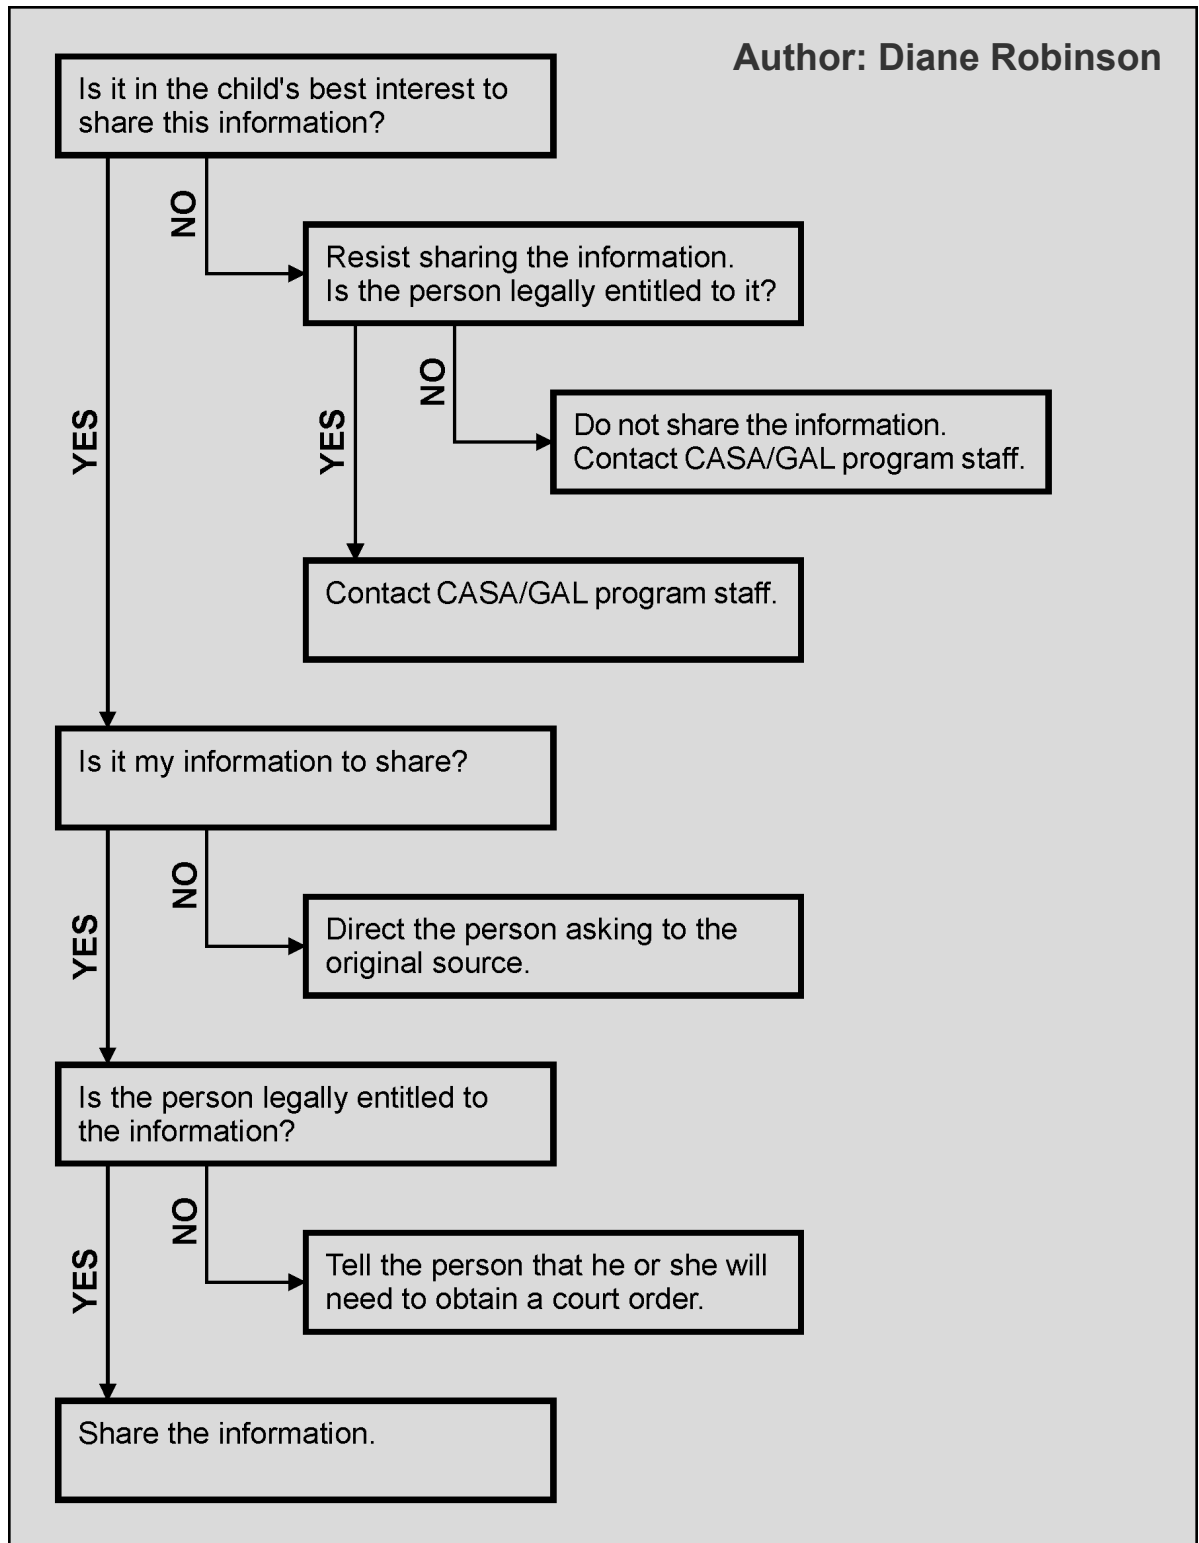 Author: Diane Robinson
Is it in the child's best interest to
share this information?
NO
Resist sharing the information.
Is the person legally entitled to it?
YES
YES
NO
Do not share the information.
Contact CASA/GAL program staff.
Contact CASA/GAL program staff.
Is it my information to share?
YES
NO
Direct the person asking to the
original source.
Is the person legally entitled to
the information?
YES
NO
Tell the person that he or she will
need to obtain a court order.
Share the information.